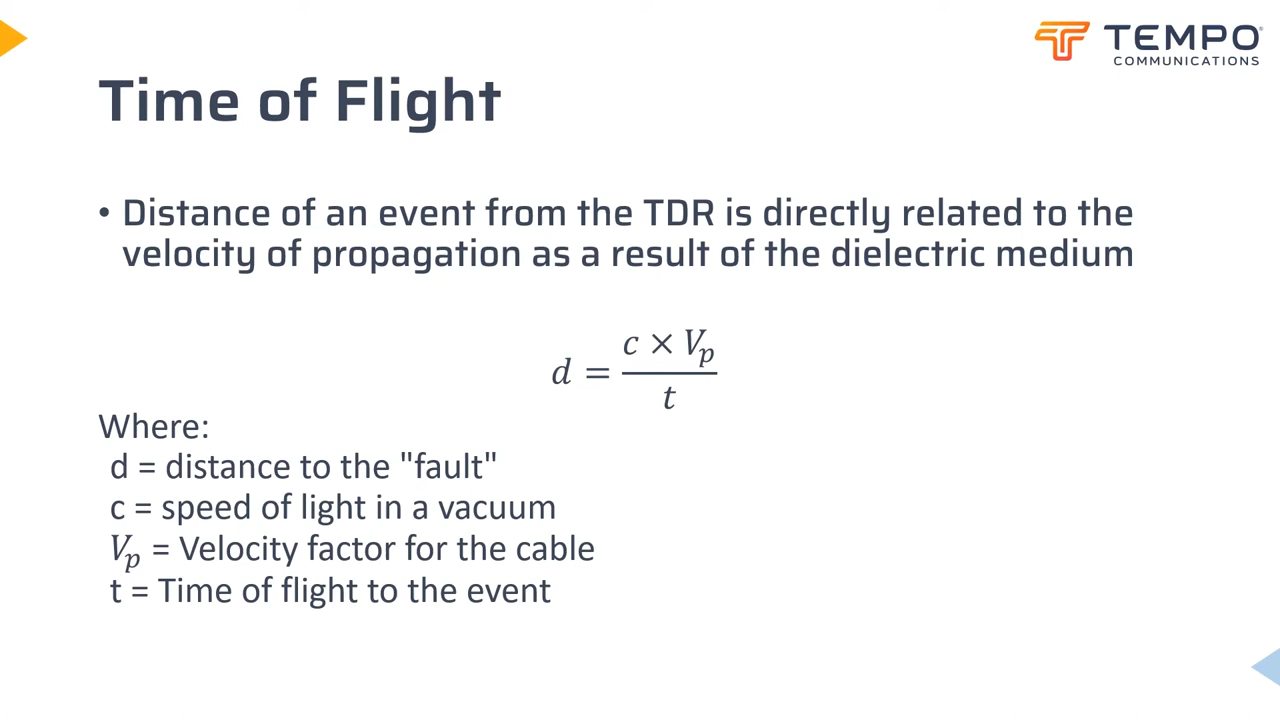 TEMPO
COMMUNICATIONS
Time of Flight
• Distance of an event from the TDR is directly related to the
velocity of propagation as a result of the dielectric medium
d = (c × Vₚ) / t
Where:
d = distance to the "fault"
c = speed of light in a vacuum
Vₚ = Velocity factor for the cable
t = Time of flight to the event